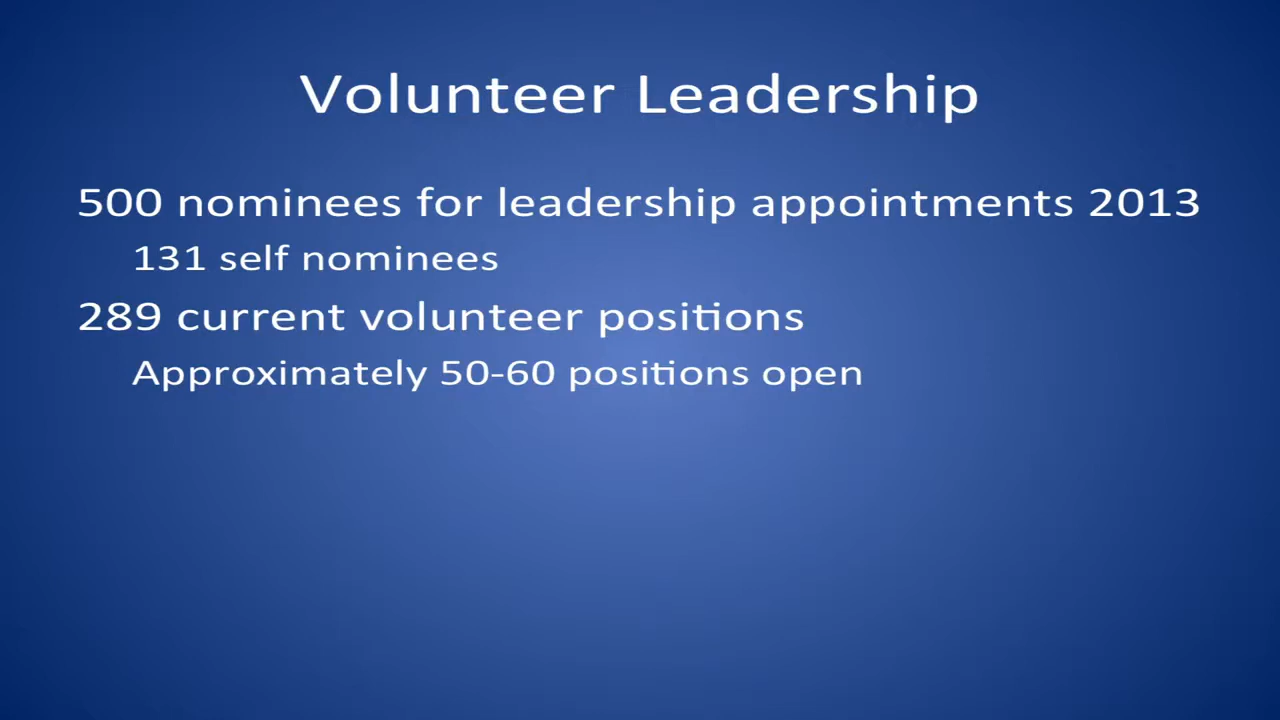 Volunteer Leadership
500 nominees for leadership appointments 2013
131 self nominees
289 current volunteer positions
Approximately 50-60 positions open